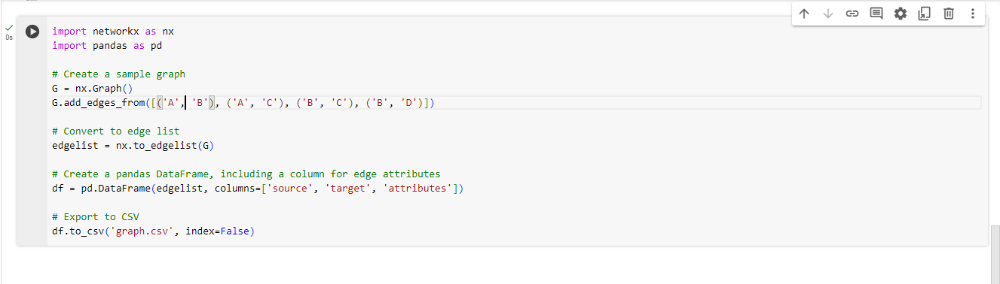 0s
import networkx as nx
import pandas as pd
# Create a sample graph
G = nx.Graph()
G.add_edges_from([('A', 'B'), ('A', 'C'), ('B', 'C'), ('B', 'D')])
# Convert to edge list
edgelist = nx.to_edgelist(G)
# Create a pandas DataFrame, including a column for edge attributes
df = pd.DataFrame(edgelist, columns=['source', 'target', 'attributes'])
# Export to CSV
df.to_csv('graph.csv', index=False)